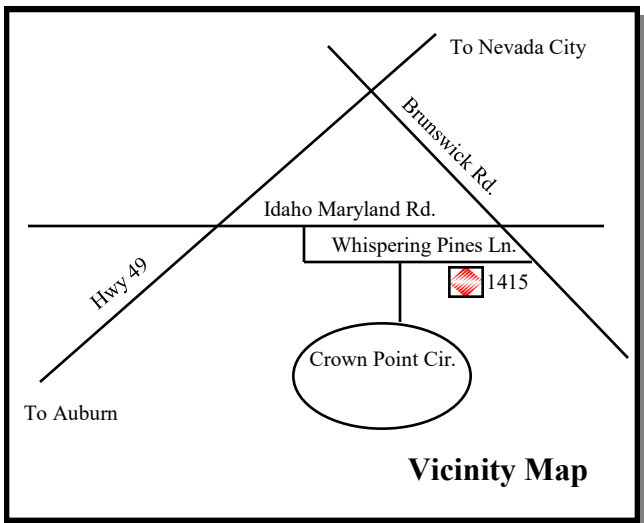 To Nevada City
Brunswick Rd.
Idaho Maryland Rd.
Whispering Pines Ln.
Hwy 49
1415
Crown Point Cir.
To Auburn
Vicinity Map